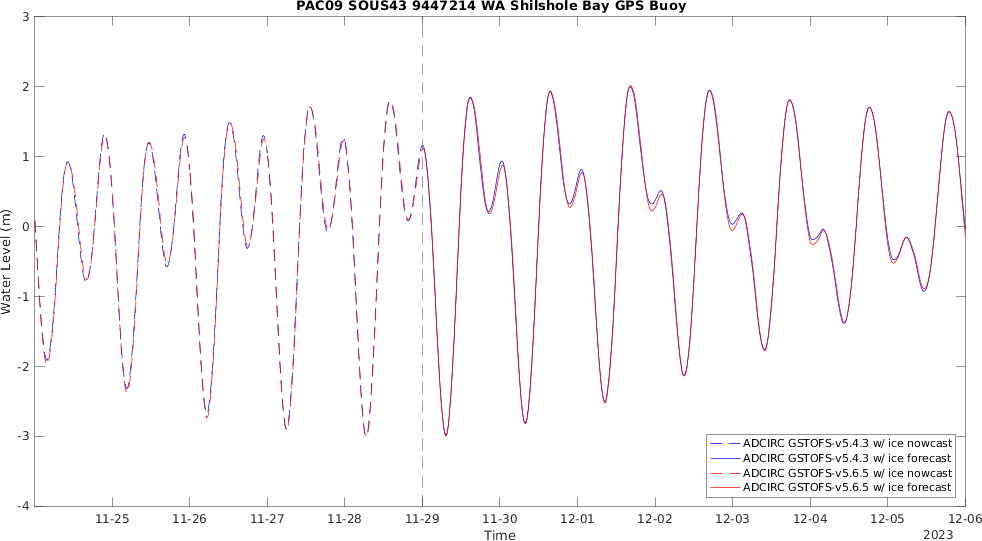 PAC09 SOUS43 9447214 WA Shilshole Bay GPS Buoy
3
2
1
0
-1
-2
-3
-4
Water Level (m)
ADCIRC GSTOFS-v5.4.3 w/ ice nowcast
ADCIRC GSTOFS-v5.4.3 w/ ice forecast
ADCIRC GSTOFS-v5.6.5 w/ ice nowcast
ADCIRC GSTOFS-v5.6.5 w/ ice forecast
11-25 11-26 11-27 11-28 11-29 11-30 12-01 12-02 12-03 12-04 12-05 12-06
Time
2023